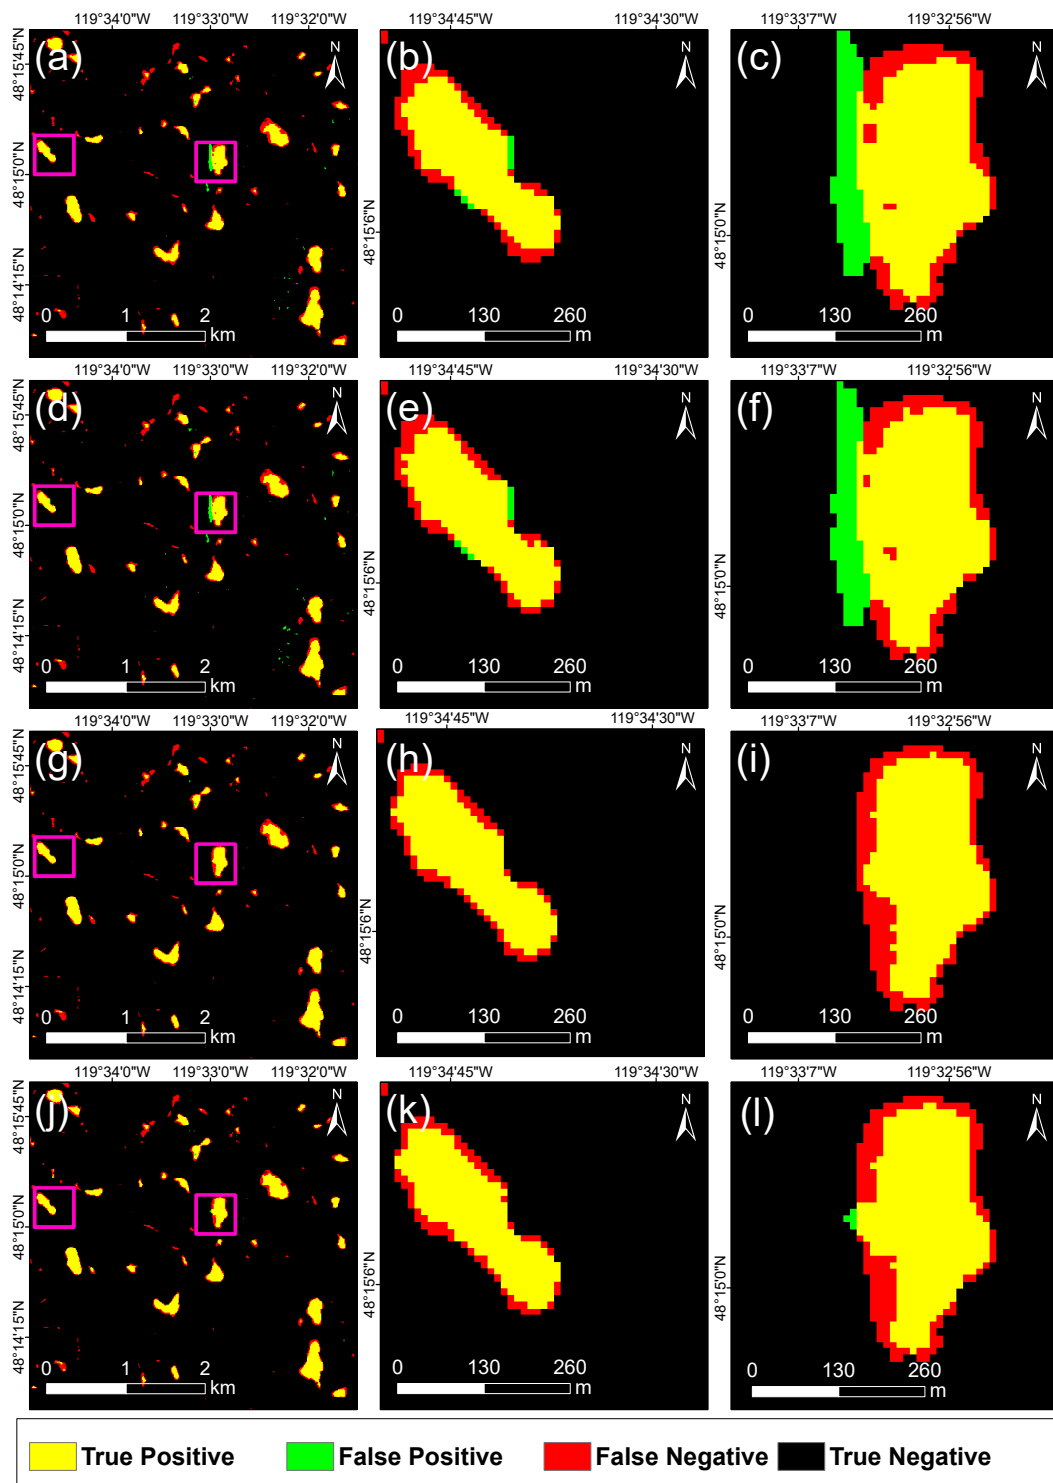 119°34'0"W 119°33'0"W 119°32'0"W 119°34'45"W 119°34'30"W 119°33'7"W 119°32'56"W
(a) N (b) N (c) N
48°15'45"N
48°15'0"N
48°14'15"N
48°15'6"N
48°15'0"N
0 1 2 km
0 130 260 m
0 130 260 m
119°34'0"W 119°33'0"W 119°32'0"W 119°34'45"W 119°34'30"W 119°33'7"W 119°32'56"W
(d) N (e) N (f) N
48°15'45"N
48°15'0"N
48°14'15"N
48°15'6"N
48°15'0"N
0 1 2 km
0 130 260 m
0 130 260 m
119°34'0"W 119°33'0"W 119°32'0"W 119°34'45"W 119°34'30"W 119°33'7"W 119°32'56"W
(g) N (h) N (i) N
48°15'45"N
48°15'0"N
48°14'15"N
48°15'6"N
48°15'0"N
0 1 2 km
0 130 260 m
0 130 260 m
119°34'0"W 119°33'0"W 119°32'0"W 119°34'45"W 119°34'30"W 119°33'7"W 119°32'56"W
(j) N (k) N (l) N
48°15'45"N
48°15'0"N
48°14'15"N
48°15'6"N
48°15'0"N
0 1 2 km
0 130 260 m
0 130 260 m
True Positive False Positive False Negative True Negative